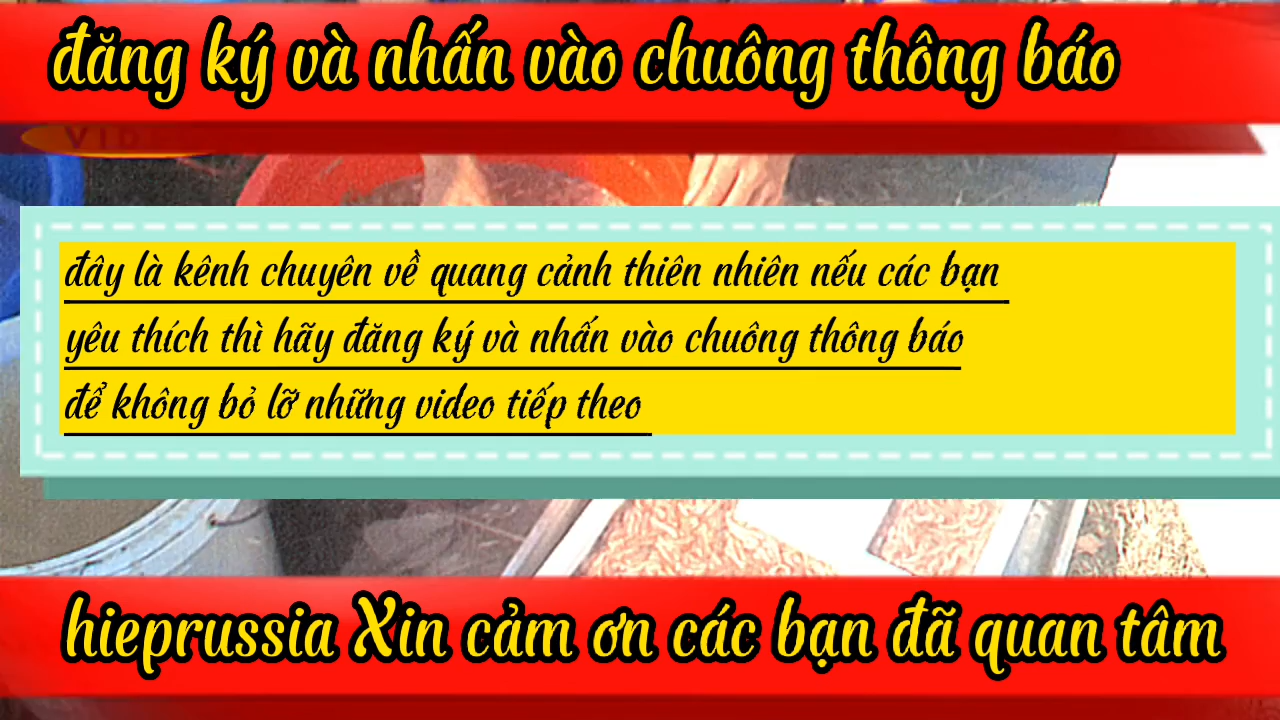 đăng ký và nhấn vào chuông thông báo
VID
đây là kênh chuyên về quang cảnh thiên nhiên nếu các bạn
yêu thích thì hãy đăng ký và nhấn vào chuông thông báo
để không bỏ lỡ những video tiếp theo
hieprussia Xin cảm ơn các bạn đã quan tâm